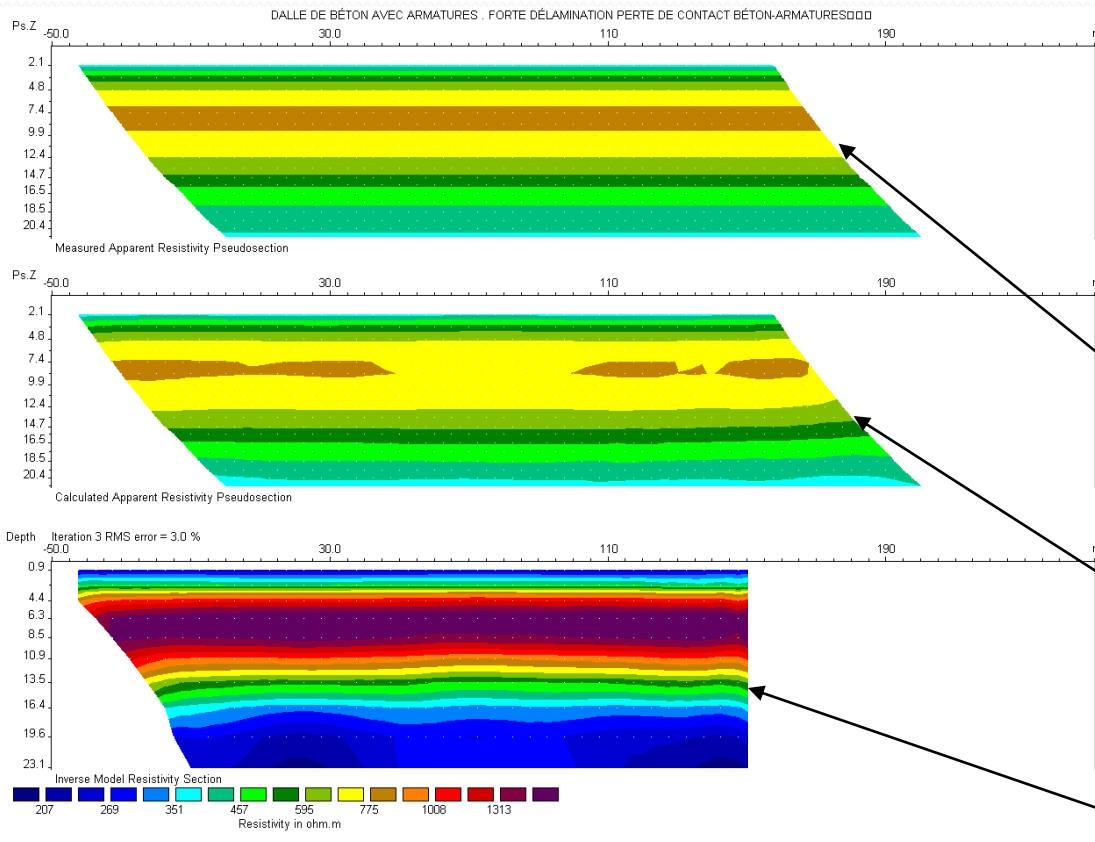 DALLE DE BÉTON AVEC ARMATURES . FORTE DÉLAMINATION PERTE DE CONTACT BÉTON-ARMATURES□□□
Ps.Z
-50.0 30.0 110 190
2.1
4.8
7.4
9.9
12.4
14.7
16.5
18.5
20.4
Measured Apparent Resistivity Pseudosection
Ps.Z
-50.0 30.0 110 190
2.1
4.8
7.4
9.9
12.4
14.7
16.5
18.5
20.4
Calculated Apparent Resistivity Pseudosection
Depth Iteration 3 RMS error = 3.0 %
-50.0 30.0 110 190
0.9
4.4
6.3
8.5
10.9
13.5
16.4
19.6
23.1
Inverse Model Resistivity Section
207 269 351 457 595 775 1008 1313
Resistivity in ohm.m